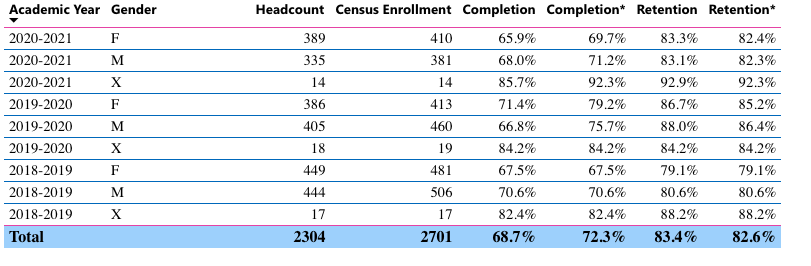 Academic Year Gender Headcount Census Enrollment Completion Completion* Retention Retention*
2020-2021 F 389 410 65.9% 69.7% 83.3% 82.4%
2020-2021 M 335 381 68.0% 71.2% 83.1% 82.3%
2020-2021 X 14 14 85.7% 92.3% 92.9% 92.3%
2019-2020 F 386 413 71.4% 79.2% 86.7% 85.2%
2019-2020 M 405 460 66.8% 75.7% 88.0% 86.4%
2019-2020 X 18 19 84.2% 84.2% 84.2% 84.2%
2018-2019 F 449 481 67.5% 67.5% 79.1% 79.1%
2018-2019 M 444 506 70.6% 70.6% 80.6% 80.6%
2018-2019 X 17 17 82.4% 82.4% 88.2% 88.2%
Total 2304 2701 68.7% 72.3% 83.4% 82.6%